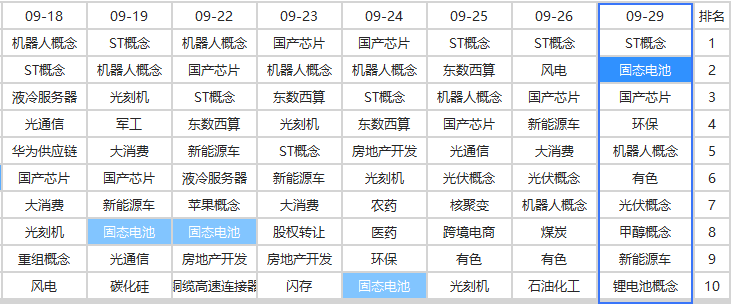 09-18 09-19 09-22 09-23 09-24 09-25 09-26 09-29 排名
机器人概念 ST概念 机器人概念 国产芯片 国产芯片 ST概念 ST概念 ST概念 1
ST概念 机器人概念 国产芯片 机器人概念 机器人概念 东数西算 风电 固态电池 2
液冷服务器 光刻机 ST概念 东数西算 ST概念 机器人概念 国产芯片 国产芯片 3
光通信 军工 东数西算 光刻机 东数西算 国产芯片 新能源车 环保 4
华为供应链 大消费 新能源车 ST概念 房地产开发 光通信 大消费 机器人概念 5
国产芯片 国产芯片 液冷服务器 新能源车 光刻机 光伏概念 光伏概念 有色 6
大消费 新能源车 苹果概念 大消费 农药 核聚变 机器人概念 光伏概念 7
光刻机 固态电池 固态电池 股权转让 医药 跨境电商 煤炭 甲醇概念 8
重组概念 光通信 房地产开发 房地产开发 环保 有色 有色 新能源车 9
风电 碳化硅 铜缆高速连接器 闪存 固态电池 光刻机 石油化工 锂电池概念 10